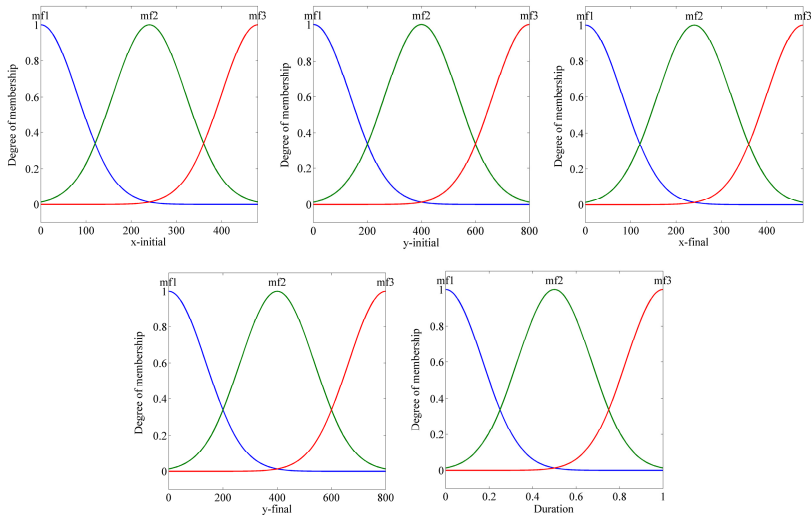 mf1 mf2 mf3
1
0.8
0.6
0.4
0.2
0
Degree of membership
0 100 200 300 400
x-initial
mf1 mf2 mf3
1
0.8
0.6
0.4
0.2
0
Degree of membership
0 200 400 600 800
y-initial
mf1 mf2 mf3
1
0.8
0.6
0.4
0.2
0
Degree of membership
0 100 200 300 400
x-final
mf1 mf2 mf3
1
0.8
0.6
0.4
0.2
0
Degree of membership
0 200 400 600 800
y-final
mf1 mf2 mf3
1
0.8
0.6
0.4
0.2
0
Degree of membership
0 0.2 0.4 0.6 0.8 1
Duration